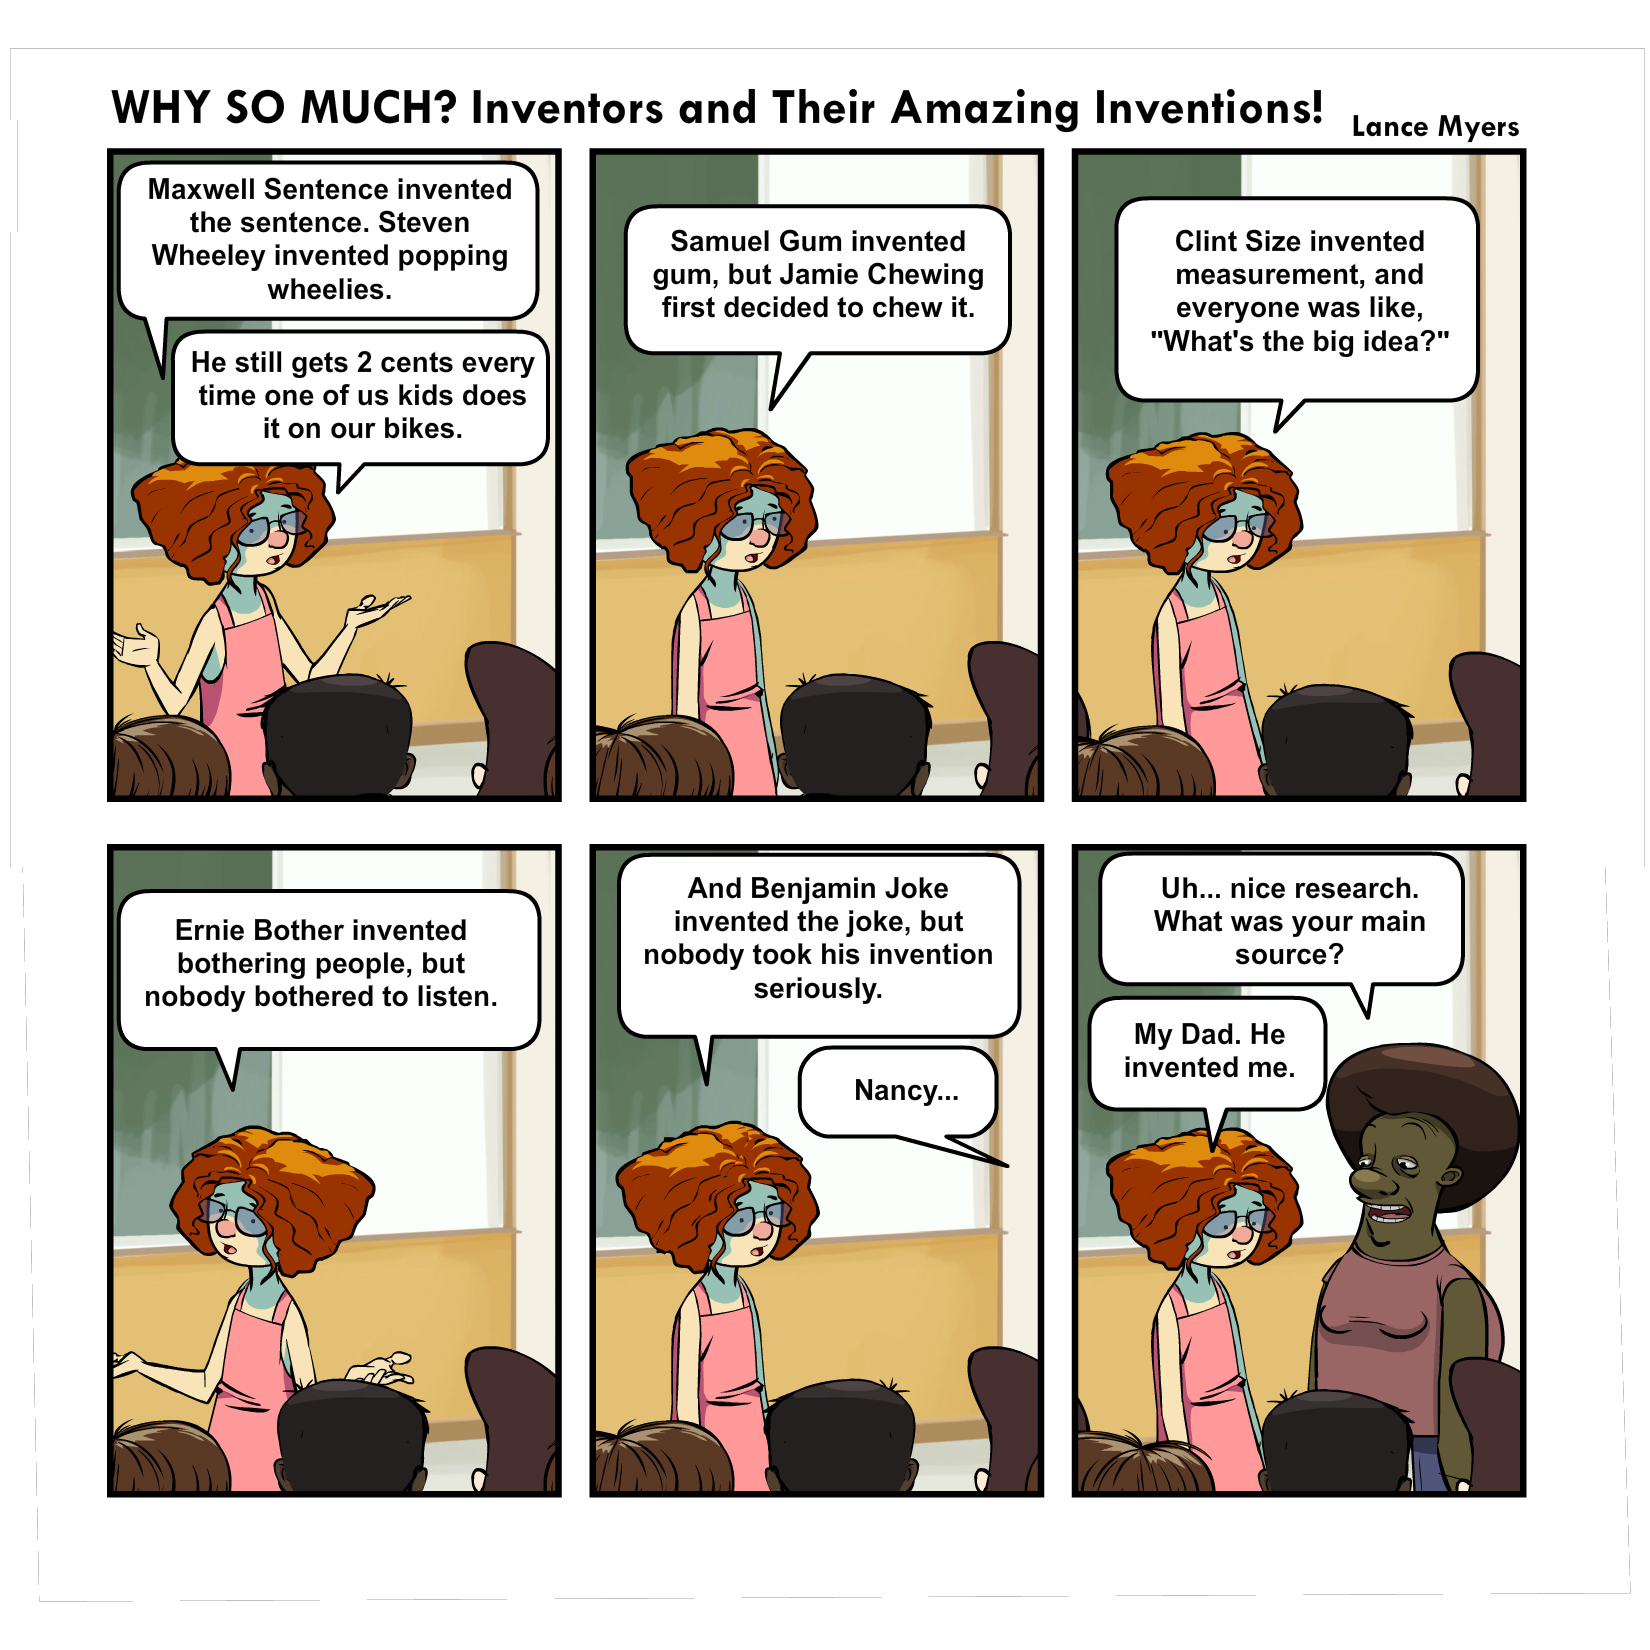 WHY SO MUCH? Inventors and Their Amazing Inventions!
Lance Myers
Maxwell Sentence invented
the sentence. Steven
Wheeley invented popping
wheelies.
He still gets 2 cents every
time one of us kids does
it on our bikes.
Samuel Gum invented
gum, but Jamie Chewing
first decided to chew it.
Clint Size invented
measurement, and
everyone was like,
"What's the big idea?"
Ernie Bother invented
bothering people, but
nobody bothered to listen.
And Benjamin Joke
invented the joke, but
nobody took his invention
seriously.
Nancy...
Uh... nice research.
What was your main
source?
My Dad. He
invented me.